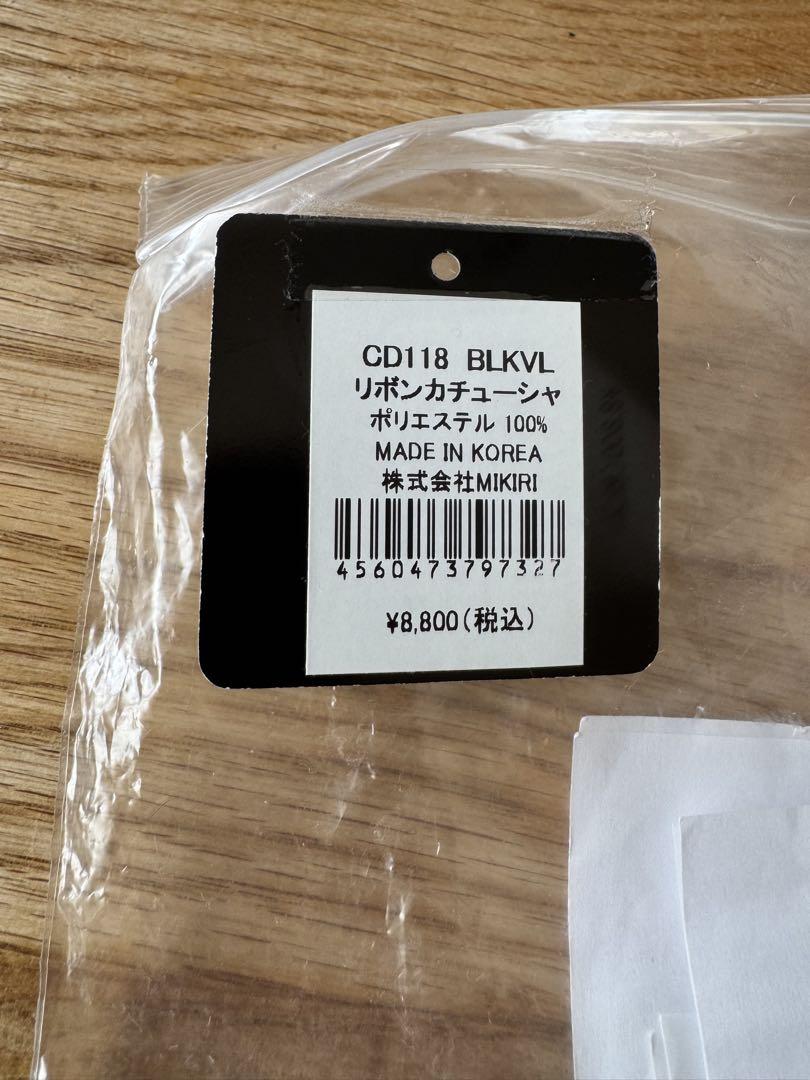 CD118 BLKVL
リボンカチューシャ
ポリエステル 100%
MADE IN KOREA
株式会社MIKIRI
4560473797327
¥8,800(税込)